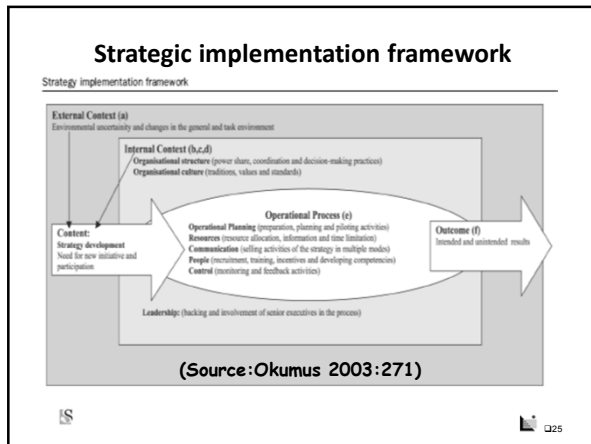 Strategic implementation framework
Strategy implementation framework
External Context (a)
Environmental uncertainty and changes in the general and task environment
Internal Context (b,c,d)
Organisational structure (power share, coordination and decision-making practices)
Organisational culture (traditions, values and standards)
Operational Process (e)
Operational Planning (preparation, planning and piloting activities)
Resources (resource allocation, information and time limitation)
Communication (selling activities of the strategy in multiple modes)
People (recruitment, training, incentives and developing competencies)
Control (monitoring and feedback activities)
Content:
Strategy development
Need for new initiative and
participation
Outcome (f)
Intended and unintended results
Leadership: (backing and involvement of senior executives in the process)
(Source:Okumus 2003:271)
25